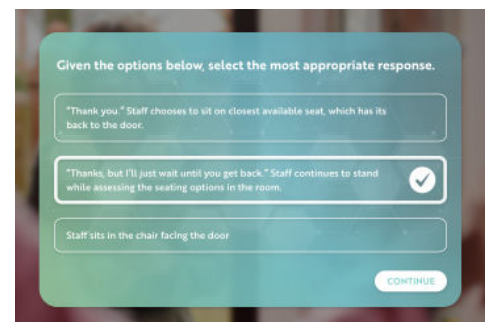 Given the options below, select the most appropriate response.
"Thank you." Staff chooses to sit on closest available seat, which has its
back to the door.
"Thanks, but I'll just wait until you get back." Staff continues to stand
while assessing the seating options in the room.
Staff sits in the chair facing the door
CONTINUE